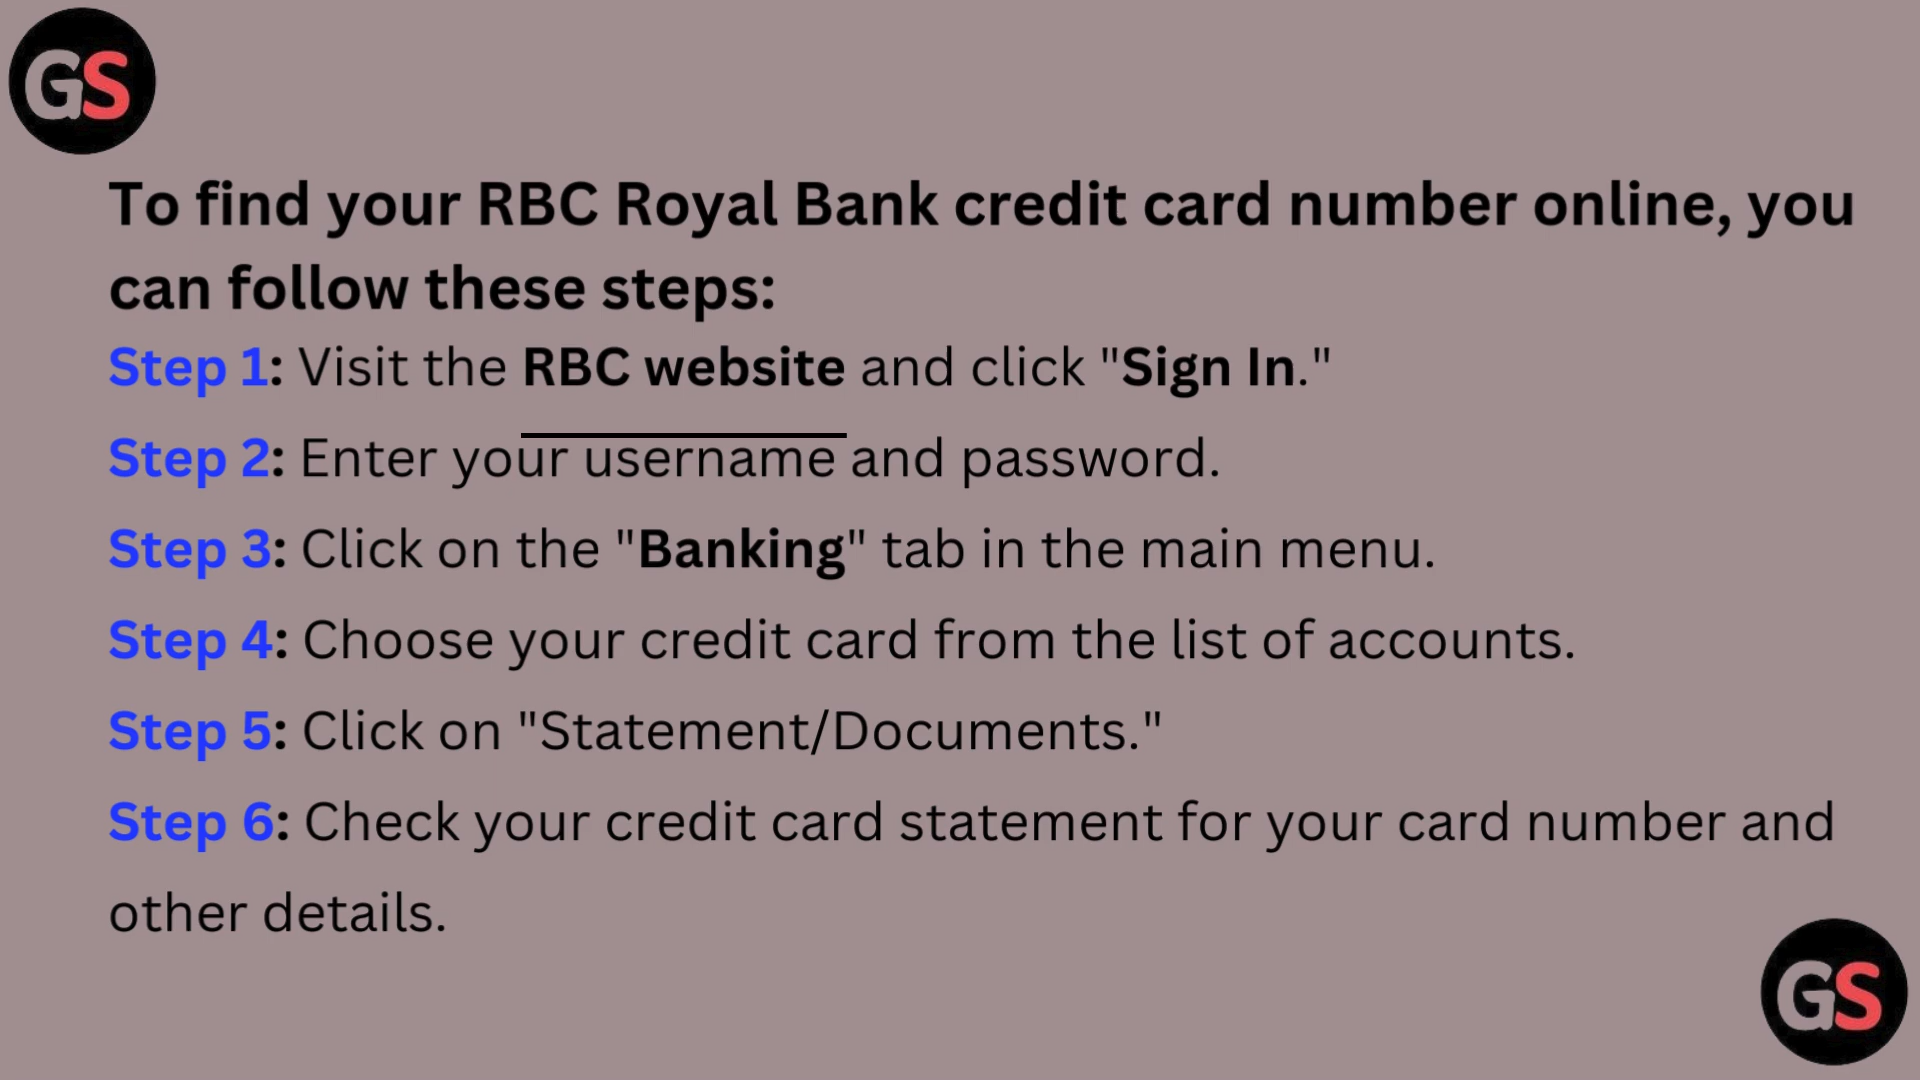 GS
To find your RBC Royal Bank credit card number online, you
can follow these steps:
Step 1: Visit the RBC website and click "Sign In."
Step 2: Enter your username and password.
Step 3: Click on the "Banking" tab in the main menu.
Step 4: Choose your credit card from the list of accounts.
Step 5: Click on "Statement/Documents."
Step 6: Check your credit card statement for your card number and
other details.
GS